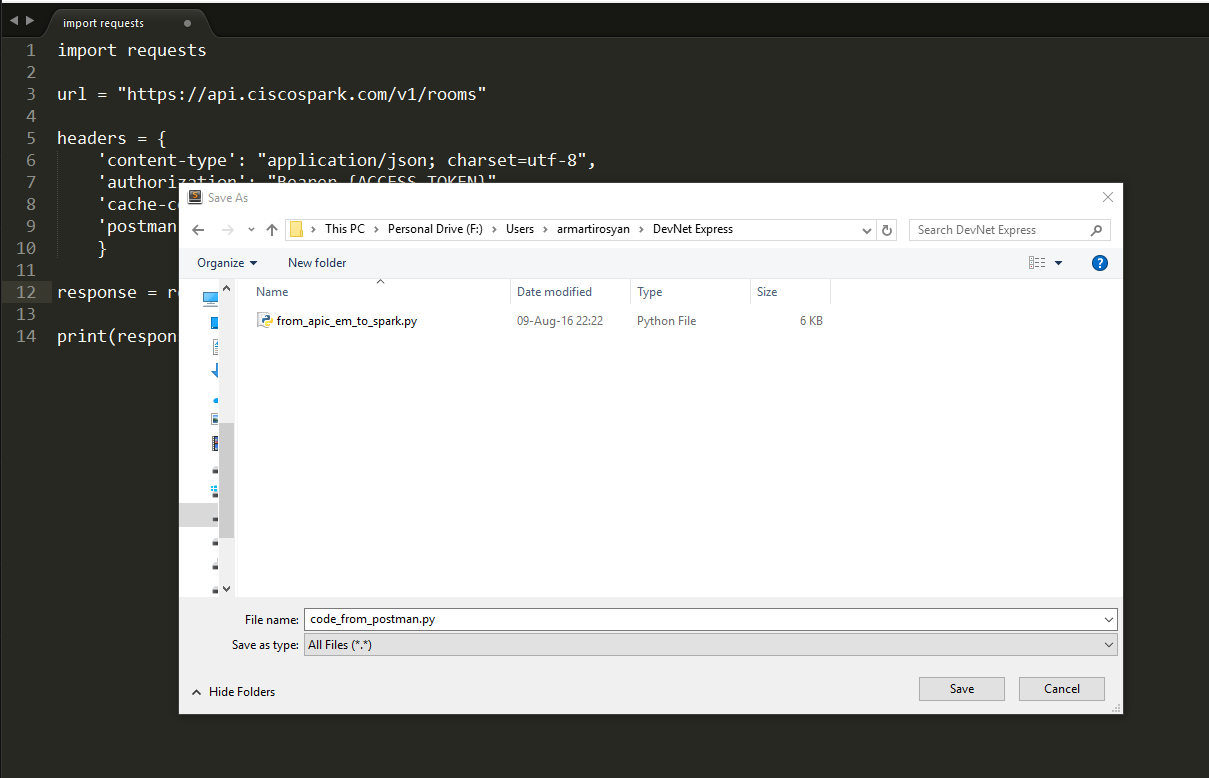 import requests
1 import requests
2
3 url = "https://api.ciscospark.com/v1/rooms"
4
5 headers = {
6 'content-type': "application/json; charset=utf-8",
7 'authorization': "Bearer {ACCESS_TOKEN}"
8 'cache-c
9 'postman
10 }
11
12 response = r
13
14 print(respon
Save As
This PC > Personal Drive (F:) > Users > armartirosyan > DevNet Express
Search DevNet Express
Organize New folder ?
Name Date modified Type Size
from_apic_em_to_spark.py 09-Aug-16 22:22 Python File 6 KB
File name: code_from_postman.py
Save as type: All Files (*.*)
Hide Folders Save Cancel